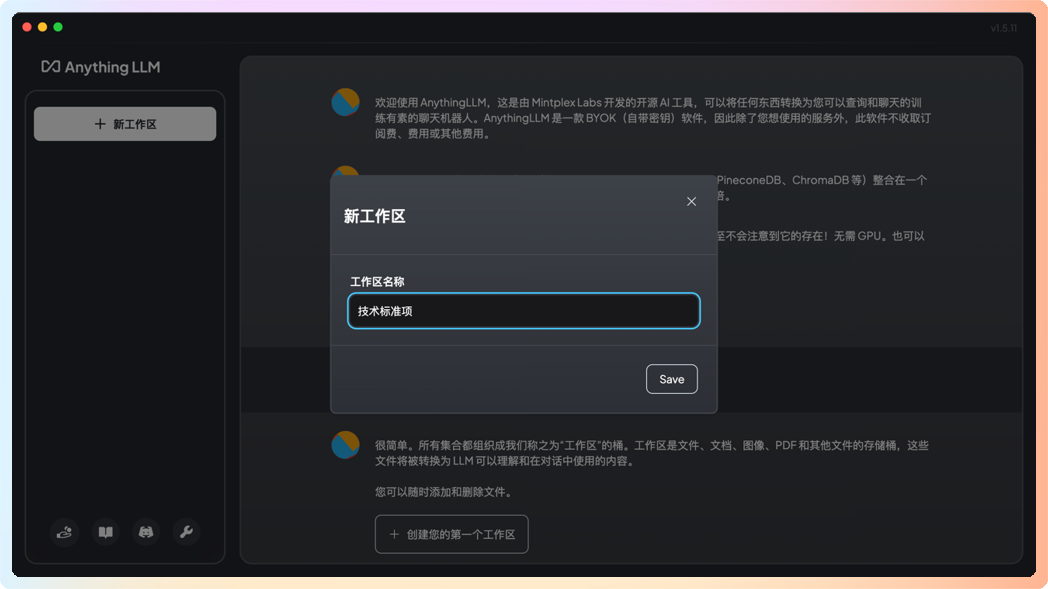 v1.5.11
Anything LLM
新工作区
欢迎使用 AnythingLLM，这是由 Mintplex Labs 开发的开源 AI 工具，可以将任何东西转换为您可以查询和聊天的训
练有素的聊天机器人。AnythingLLM 是一款 BYOK（自带密钥）软件，因此除了您想使用的服务外，此软件不收取订
阅费、费用或其他费用。
PineconeDB、ChromaDB 等）整合在一个
倍。
至不会注意到它的存在！无需 GPU。也可以
新工作区
工作区名称
技术标准项
Save
很简单。所有集合都组织成我们称之为“工作区”的桶。工作区是文件、文档、图像、PDF 和其他文件的存储桶，这些
文件将被转换为 LLM 可以理解和在对话中使用的内容。
您可以随时添加和删除文件。
创建您的第一个工作区